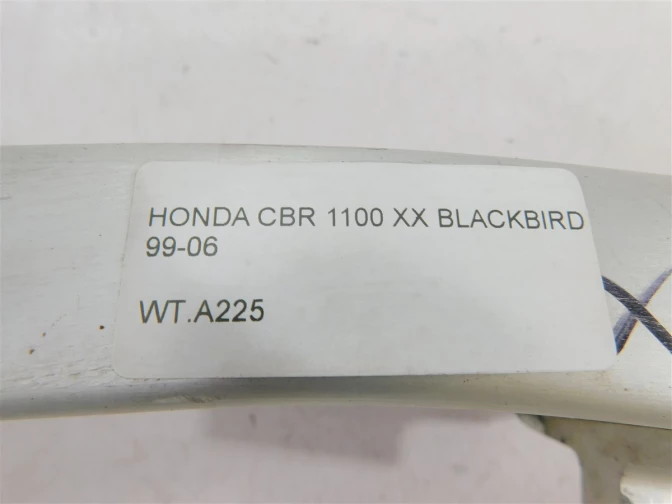 HONDA CBR 1100 XX BLACKBIRD
99-06
WT.A225